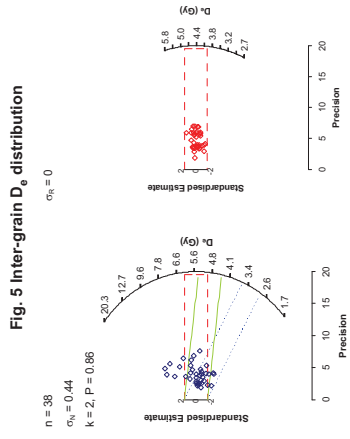 Fig. 5 Inter-grain Dₑ distribution
n = 38
σN = 0.44
σR = 0
k = 2, P = 0.86
Dₑ (Gy)
20.3
12.7
9.6
7.8
6.6
5.6
4.8
4.1
3.4
2.6
1.7
Standardised Estimate
2
0
-2
0 5 10 15 20
Precision
Dₑ (Gy)
5.8
5.0
4.4
3.8
3.2
2.7
Standardised Estimate
2
0
-2
0 5 10 15 20
Precision